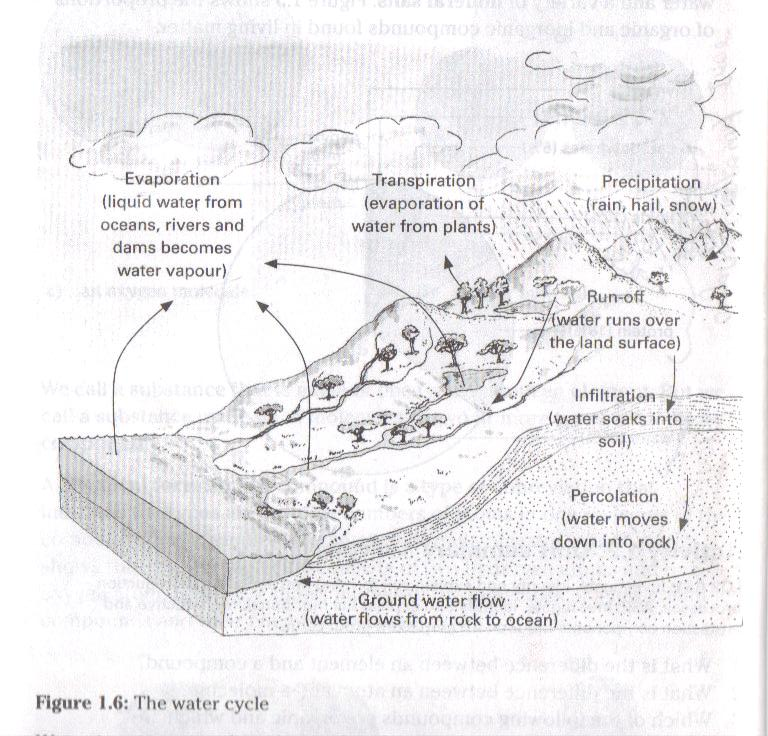 Evaporation
(liquid water from
oceans, rivers and
dams becomes
water vapour)
Transpiration
(evaporation of
water from plants)
Precipitation
(rain, hail, snow)
Run-off
(water runs over
the land surface)
Infiltration
(water soaks into
soil)
Percolation
(water moves
down into rock)
Ground water flow
(water flows from rock to ocean)
Figure 1.6: The water cycle